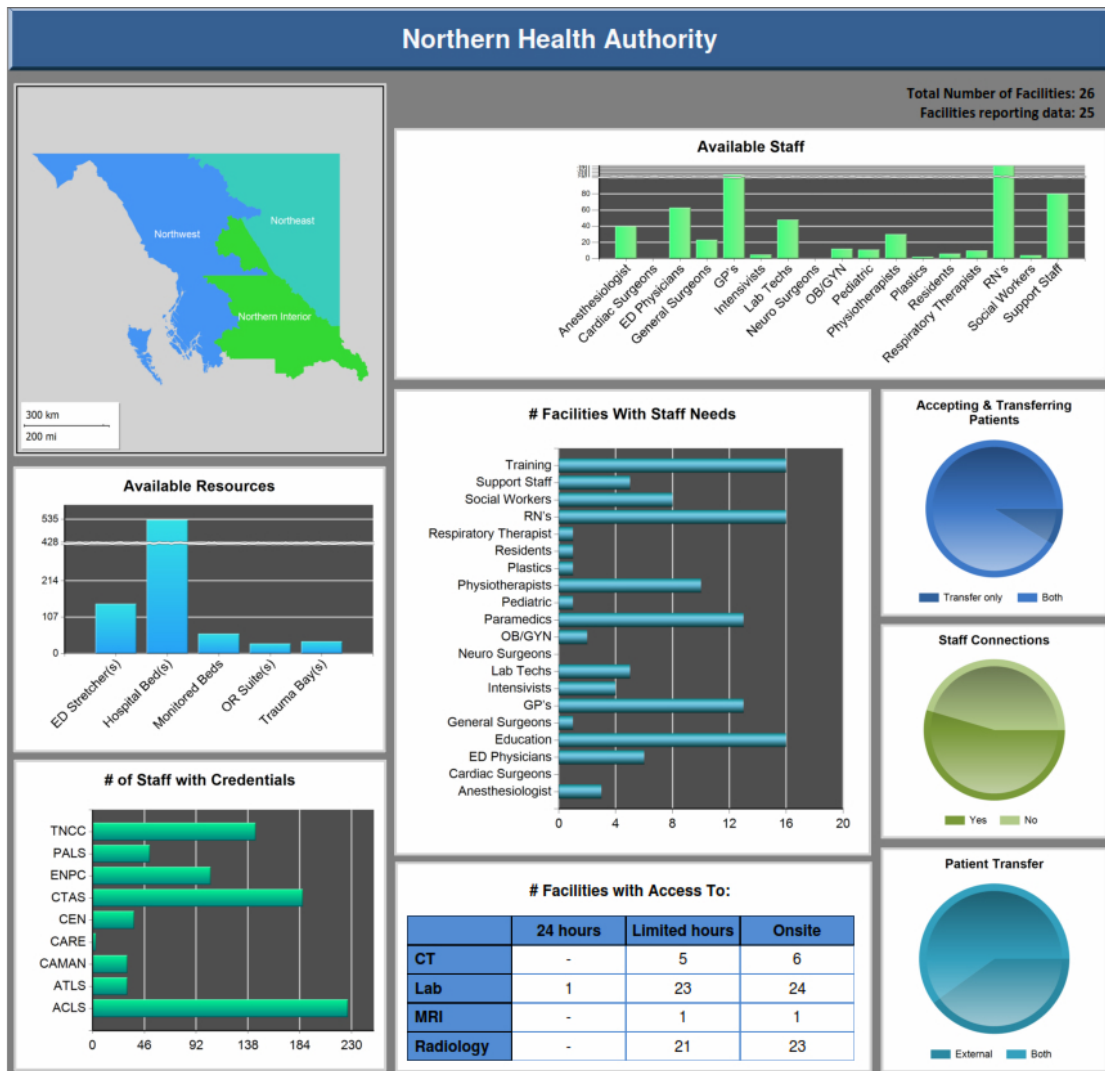 Northern Health Authority
Total Number of Facilities: 26
Facilities reporting data: 25
Northeast
Northwest
Northern Interior
300 km
200 mi
Available Staff
80
60
40
20
0
Anesthesiologist
Cardiac Surgeons
ED Physicians
General Surgeons
GP's
Intensivists
Lab Techs
Neuro Surgeons
OB/GYN
Pediatric
Physiotherapists
Plastics
Residents
Respiratory Therapists
RN's
Social Workers
Support Staff
Available Resources
535
428
214
107
0
ED Stretcher(s)
Hospital Bed(s)
Monitored Beds
OR Suite(s)
Trauma Bay(s)
# of Staff with Credentials
TNCC
PALS
ENPC
CTAS
CEN
CARE
CAMAN
ATLS
ACLS
0 46 92 138 184 230
# Facilities With Staff Needs
Training
Support Staff
Social Workers
RN's
Respiratory Therapist
Residents
Plastics
Physiotherapists
Pediatric
Paramedics
OB/GYN
Neuro Surgeons
Lab Techs
Intensivists
GP's
General Surgeons
Education
ED Physicians
Cardiac Surgeons
Anesthesiologist
0 4 8 12 16 20
# Facilities with Access To:
24 hours Limited hours Onsite
CT - 5 6
Lab 1 23 24
MRI - 1 1
Radiology - 21 23
Accepting & Transferring
Patients
Transfer only Both
Staff Connections
Yes No
Patient Transfer
External Both